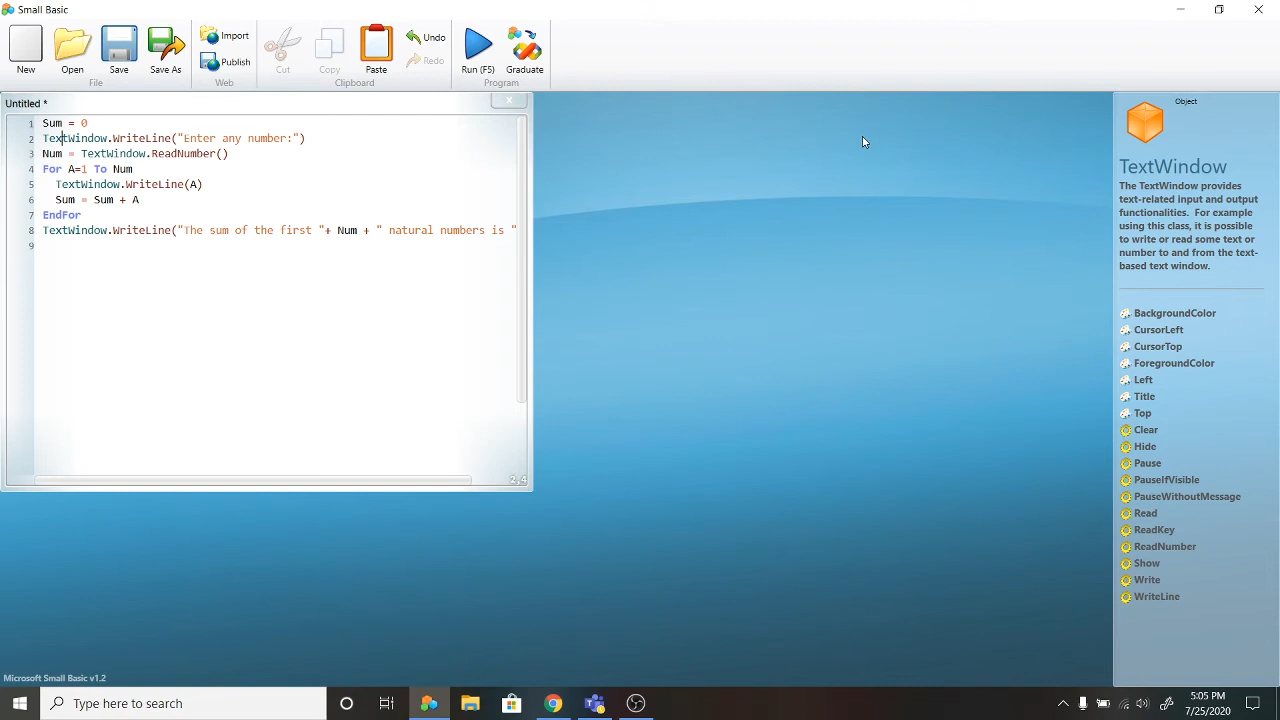 Small Basic
New
Open
Save
Save As
Import
Publish
Cut
Copy
Paste
Undo
Redo
Run (F5)
Graduate
File
Web
Clipboard
Program
Untitled *
1 Sum = 0
2 TextWindow.WriteLine("Enter any number:")
3 Num = TextWindow.ReadNumber()
4 For A=1 To Num
5 TextWindow.WriteLine(A)
6 Sum = Sum + A
7 EndFor
8 TextWindow.WriteLine("The sum of the first "+ Num + " natural numbers is "
9
2,4
Object
TextWindow
The TextWindow provides
text-related input and output
functionalities. For example
using this class, it is possible
to write or read some text or
number to and from the text-
based text window.
BackgroundColor
CursorLeft
CursorTop
ForegroundColor
Left
Title
Top
Clear
Hide
Pause
PauseIfVisible
PauseWithoutMessage
Read
ReadKey
ReadNumber
Show
Write
WriteLine
Microsoft Small Basic v1.2
Type here to search
5:05 PM
7/25/2020